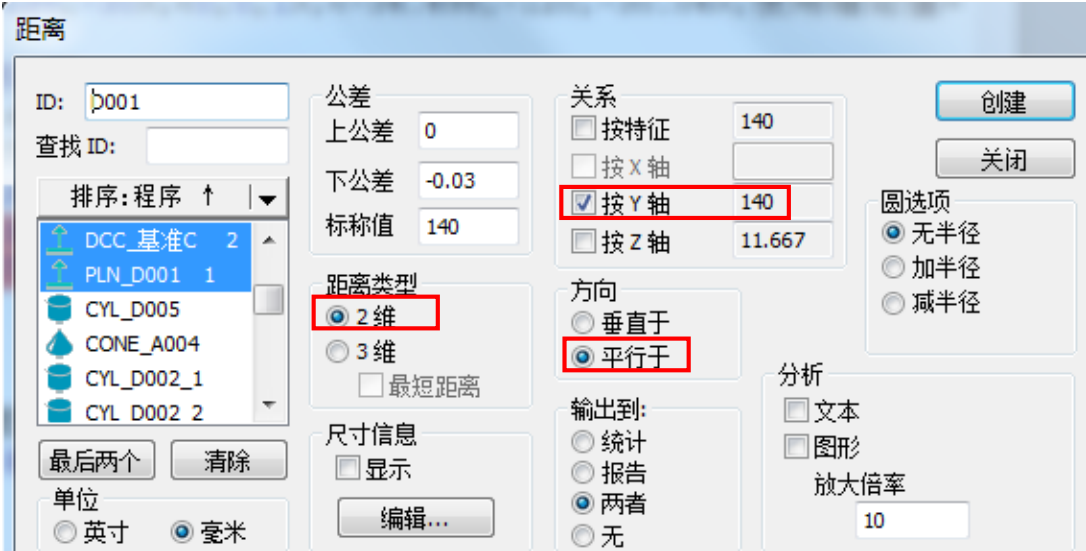 距离
ID: D001
查找 ID:
排序:程序 ↑
DCC_基准C 2
PLN_D001 1
CYL_D005
CONE_A004
CYL_D002_1
CYL_D002_2
最后两个 清除
单位
英寸 毫米
公差
上公差 0
下公差 -0.03
标称值 140
距离类型
2 维
3 维
最短距离
尺寸信息
显示
编辑...
关系
按特征 140
按 X 轴
按 Y 轴 140
按 Z 轴 11.667
方向
垂直于
平行于
输出到:
统计
报告
两者
无
创建
关闭
圆选项
无半径
加半径
减半径
分析
文本
图形
放大倍率
10